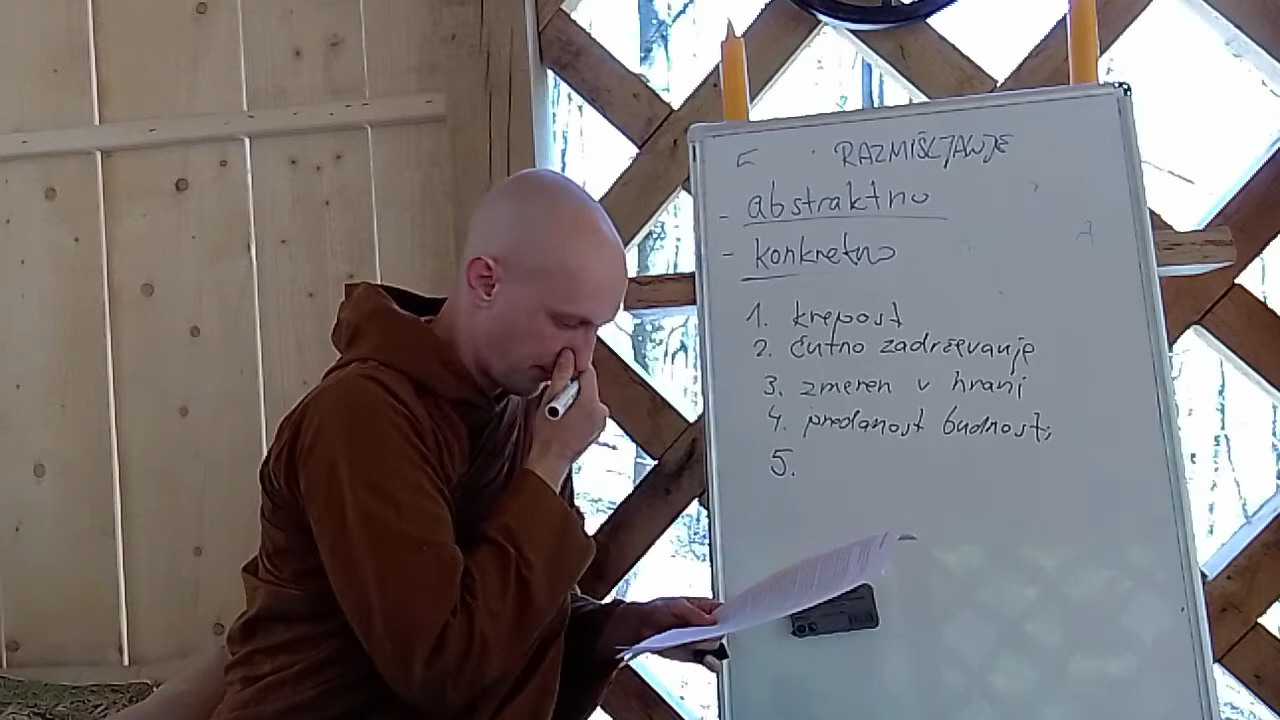 RAZMIŠLJANJE
- abstraktno
- konkretno
1. krepost
2. čutno zadrževanje
3. zmeren v hrani
4. predanost budnosti
5.